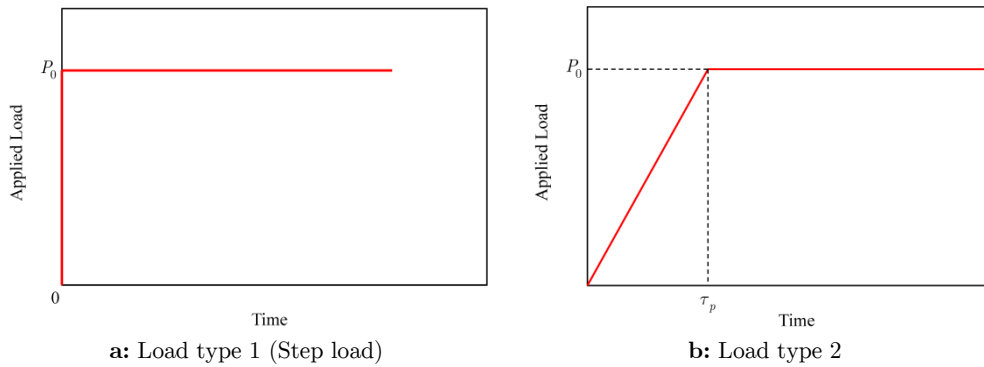 P₀
Applied Load
0
Time
a: Load type 1 (Step load)
P₀
Applied Load
τₚ
Time
b: Load type 2